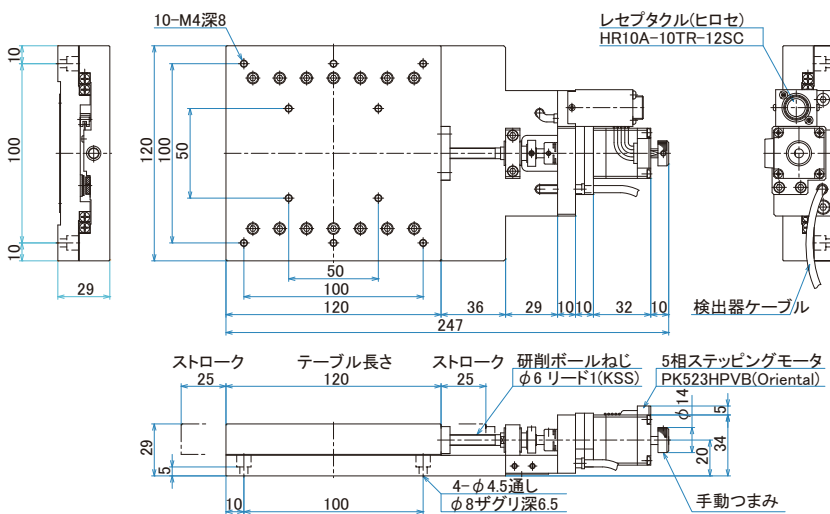 10-M4深8
レセプタクル(ヒロセ)
HR10A-10TR-12SC
10
100
10
29
120
100
50
50
100
120
36
29
10
10
32
10
247
検出器ケーブル
ストローク
テーブル長さ
ストローク
研削ボールねじ
φ6 リード1(KSS)
5相ステッピングモータ
PK523HPVB(Oriental)
25
120
25
φ14
5
29
5
20
34
10
100
4-φ4.5通し
φ8ザグリ深6.5
手動つまみ